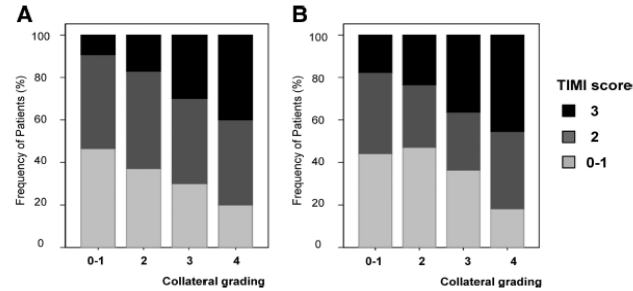 A
B
100
80
60
40
20
0
Frequency of Patients (%)
0-1 2 3 4
Collateral grading
100
80
60
40
20
0
Frequency of Patients (%)
0-1 2 3 4
Collateral grading
TIMI score
3
2
0-1